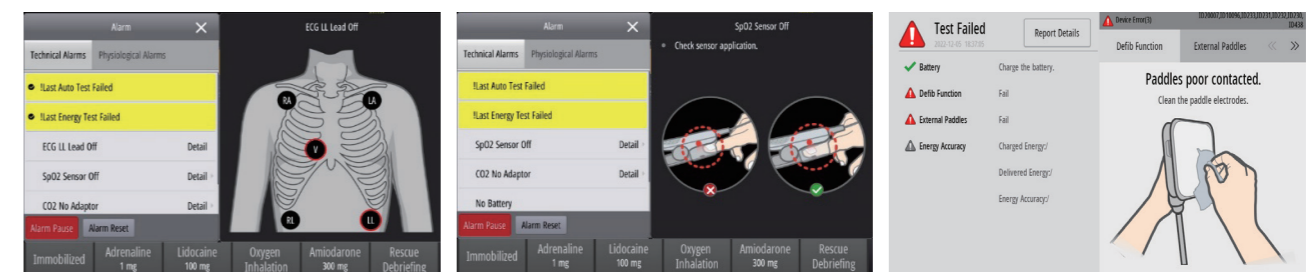 Alarm
ECG LL Lead Off
Technical Alarms
Physiological Alarms
!Last Auto Test Failed
!Last Energy Test Failed
ECG LL Lead Off Detail
SpO2 Sensor Off Detail
CO2 No Adaptor Detail
Alarm Pause
Alarm Reset
RA
LA
V
RL
LL
Immobilized
Adrenaline
1 mg
Lidocaine
100 mg
Oxygen
Inhalation
Amiodarone
300 mg
Rescue
Debriefing
Alarm
SpO2 Sensor Off
Technical Alarms
Physiological Alarms
Check sensor application.
!Last Auto Test Failed
!Last Energy Test Failed
SpO2 Sensor Off Detail
CO2 No Adaptor Detail
No Battery
Alarm Pause
Alarm Reset
Immobilized
Adrenaline
1 mg
Lidocaine
100 mg
Oxygen
Inhalation
Amiodarone
300 mg
Rescue
Debriefing
Test Failed
Report Details
Battery Charge the battery.
Defib Function Fail
External Paddles Fail
Energy Accuracy Charged Energy:/
Delivered Energy:/
Energy Accuracy:/
Device Error(3)
Defib Function
External Paddles
Paddles poor contacted.
Clean the paddle electrodes.